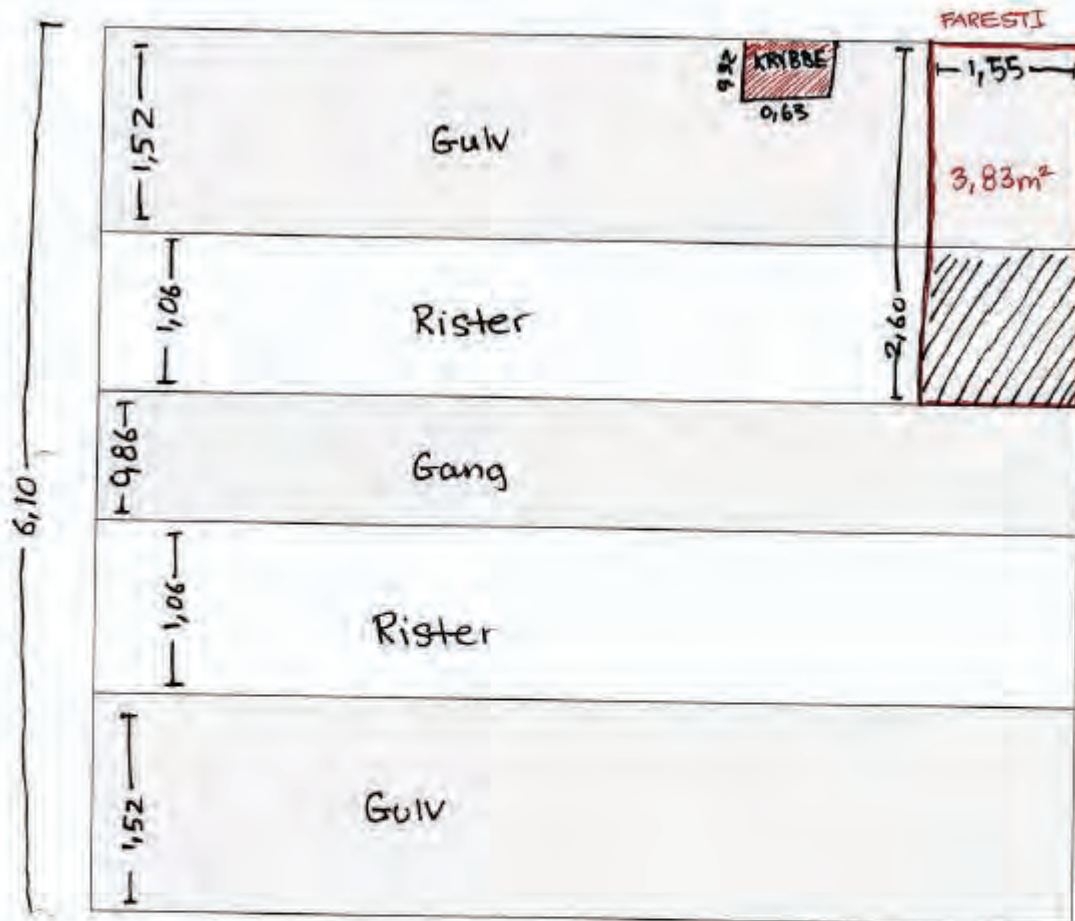 FARESTI
1,55
KRYBBE
0,63
1,52
Gulv
3,83m²
1,06
Rister
2,60
0,86
Gang
6,10
1,06
Rister
1,52
Gulv